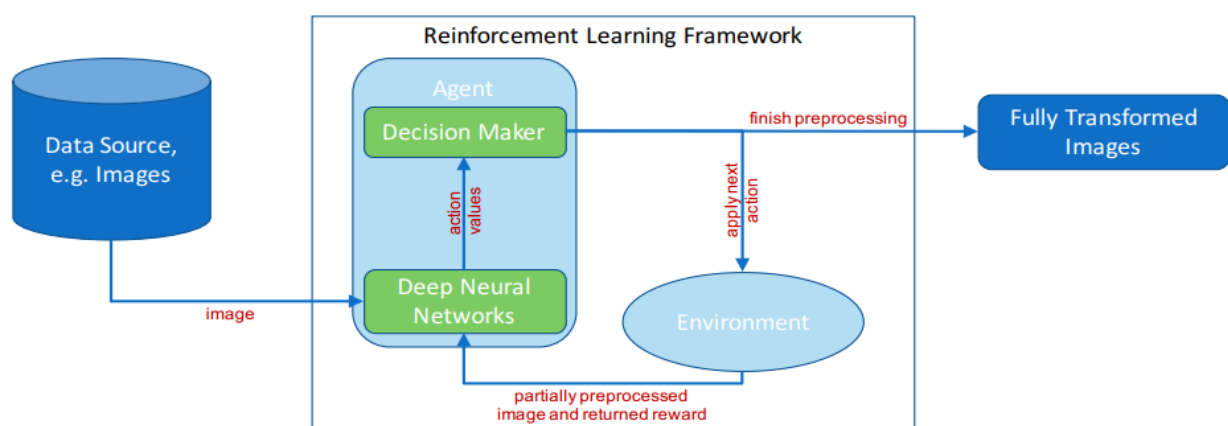 Reinforcement Learning Framework
Agent
Decision Maker
finish preprocessing
Fully Transformed
Images
Data Source,
e.g. Images
action
values
apply next
action
Deep Neural
Networks
image
Environment
partially preprocessed
image and returned reward